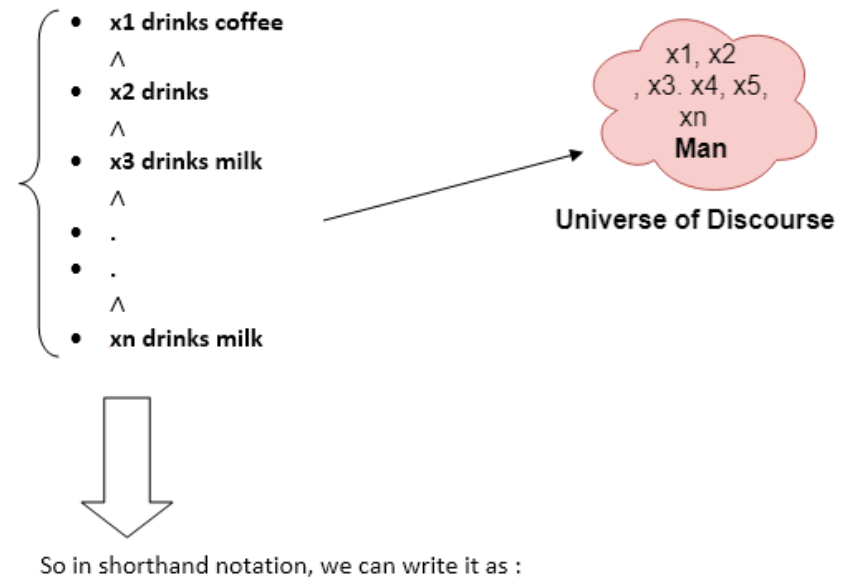 • x1 drinks coffee
∧
• x2 drinks
∧
• x3 drinks milk
∧
• .
• .
∧
• xn drinks milk
x1, x2
, x3. x4, x5,
xn
Man
Universe of Discourse
So in shorthand notation, we can write it as :